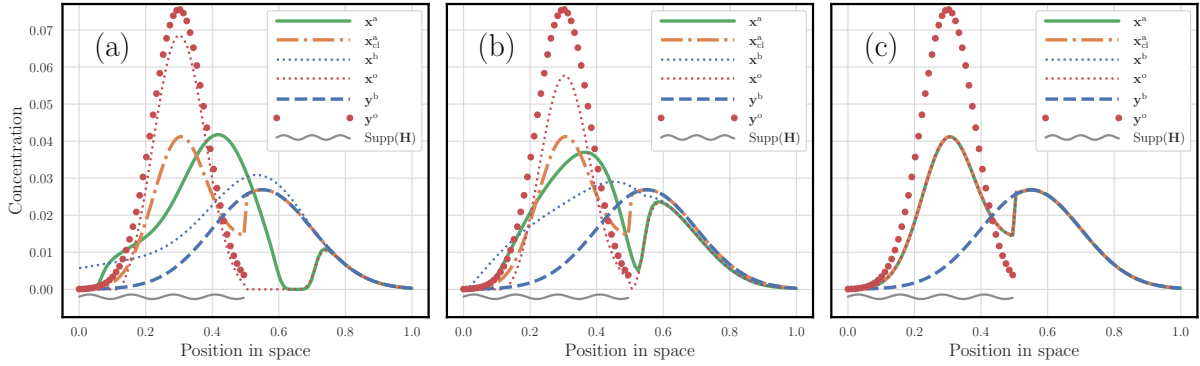 (a)
x^a
x^a_cl
x^b
x^o
y^b
y^o
Supp(H)
Concentration
0.07
0.06
0.05
0.04
0.03
0.02
0.01
0.00
0.0 0.2 0.4 0.6 0.8 1.0
Position in space
(b)
x^a
x^a_cl
x^b
x^o
y^b
y^o
Supp(H)
0.0 0.2 0.4 0.6 0.8 1.0
Position in space
(c)
x^a
x^a_cl
x^b
x^o
y^b
y^o
Supp(H)
0.0 0.2 0.4 0.6 0.8 1.0
Position in space